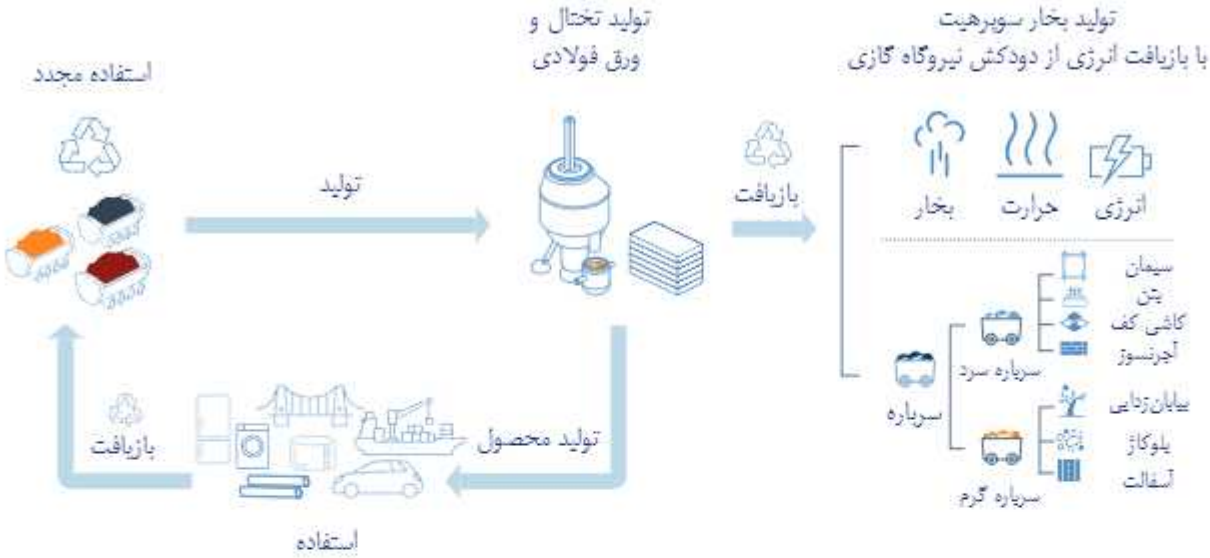 تولید بخار سوپرهیت
با بازیافت انرژی از دودکش نیروگاه گازی
تولید تختال و
ورق فولادی
استفاده مجدد
تولید
بازیافت
انرژی
حرارت
بخار
سیمان
بتن
کاشی کف
آجرنسوز
سرباره سرد
سرباره
بیابان‌زدایی
بلوکاژ
آسفالت
سرباره گرم
تولید محصول
بازیافت
استفاده